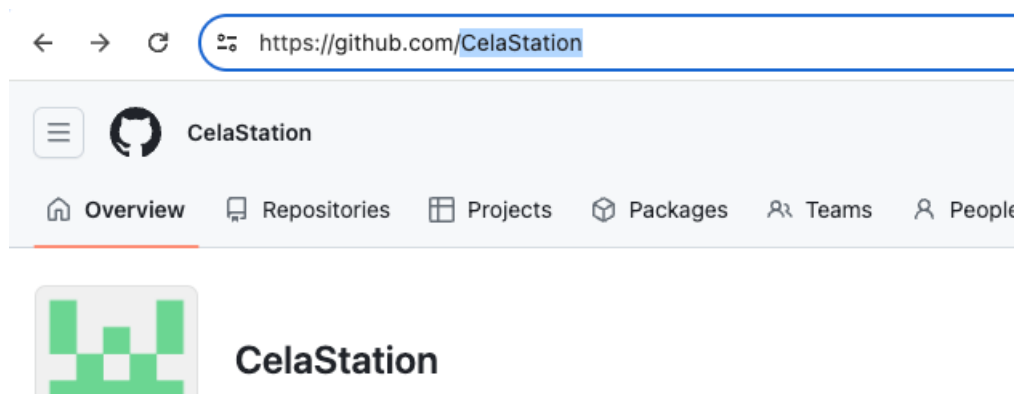 https://github.com/CelaStation
CelaStation
Overview Repositories Projects Packages Teams People
CelaStation